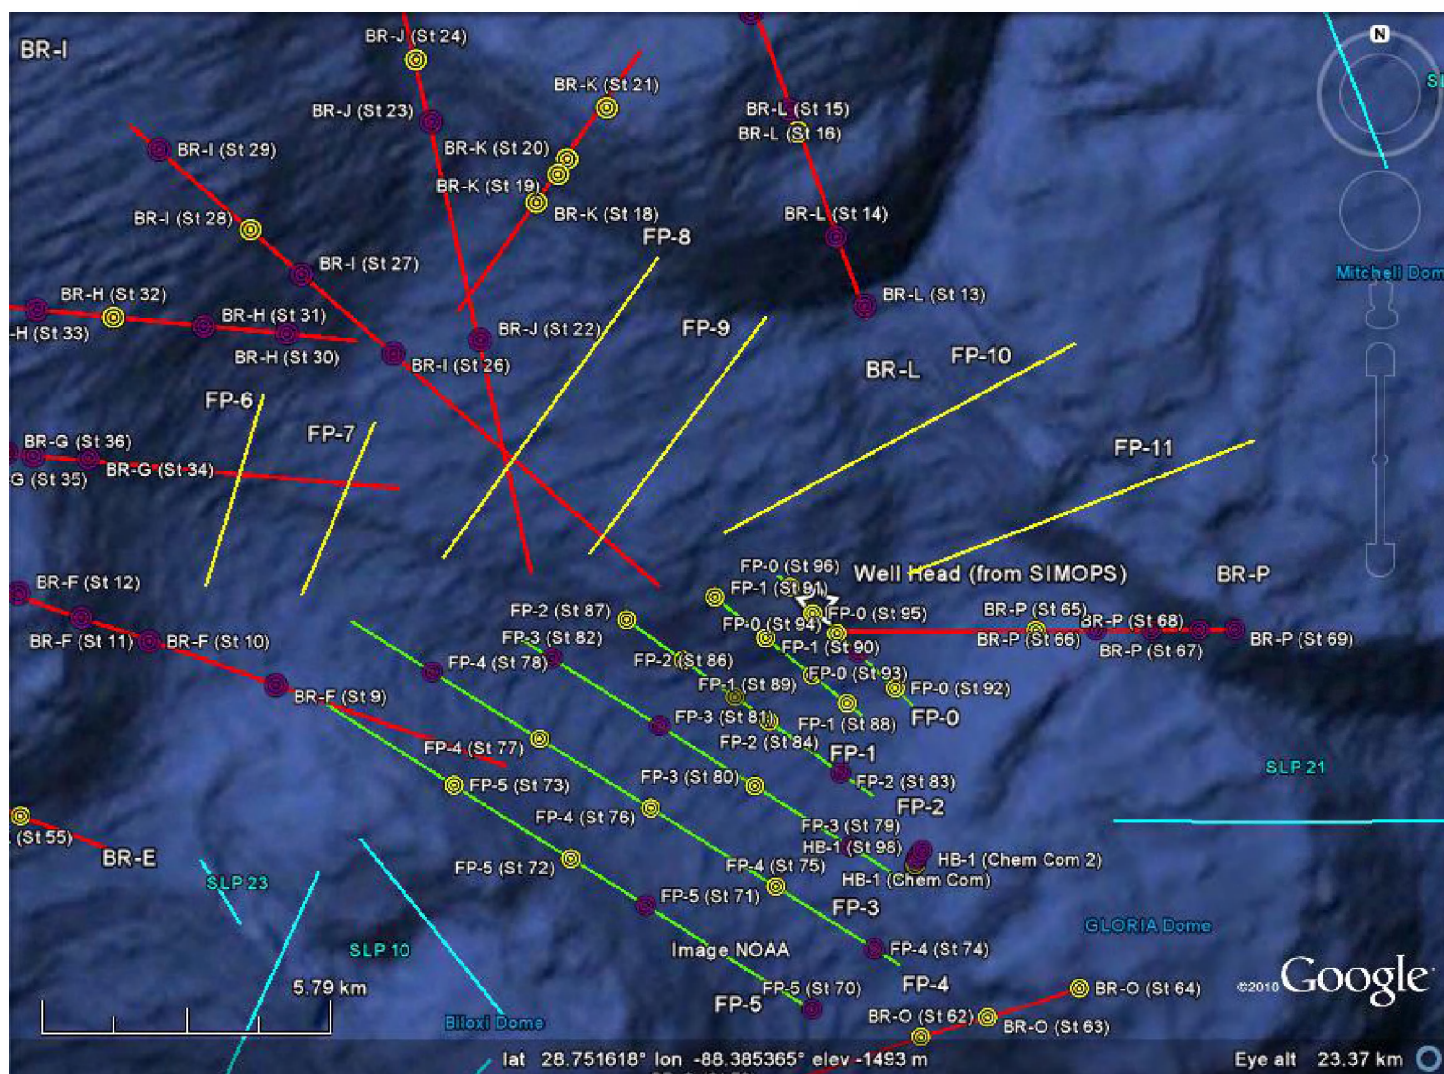 BR-J (St 24)
BR-I
N
BR-K (St 21)
BR-J (St 23)
BR-L (St 15)
BR-L (St 16)
BR-I (St 29)
BR-K (St 20)
BR-K (St 19)
BR-K (St 18)
BR-I (St 28)
BR-L (St 14)
FP-8
BR-I (St 27)
Mitchell Dom
BR-H (St 32)
BR-L (St 13)
BR-H (St 31)
-H (St 33)
FP-9
BR-J (St 22)
BR-H (St 30)
FP-10
BR-I (St 26)
BR-L
FP-6
FP-7
BR-G (St 36)
FP-11
BR-G (St 34)
G (St 35)
FP-0 (St 96)
Well Head (from SIMOPS)
BR-P
BR-F (St 12)
FP-1 (St 91)
FP-2 (St 87)
FP-0 (St 95)
BR-P (St 65)
BR-P (St 68)
FP-0 (St 94)
BR-F (St 11)
BR-F (St 10)
FP-3 (St 82)
BR-P (St 66)
BR-P (St 69)
FP-1 (St 90)
BR-P (St 67)
FP-4 (St 78)
FP-2 (St 86)
FP-0 (St 93)
FP-1 (St 89)
FP-0 (St 92)
BR-F (St 9)
FP-3 (St 81)
FP-1 (St 88)
FP-0
FP-2 (St 84)
FP-4 (St 77)
FP-1
SLP 21
FP-3 (St 80)
FP-2 (St 83)
FP-5 (St 73)
FP-2
FP-4 (St 76)
FP-3 (St 79)
(St 55)
HB-1 (St 98)
BR-E
HB-1 (Chem Com 2)
FP-5 (St 72)
FP-4 (St 75)
HB-1 (Chem Com)
SLP 23
FP-5 (St 71)
FP-3
GLORIA Dome
SLP 10
Image NOAA
FP-4 (St 74)
©2010 Google
5.79 km
FP-5 (St 70)
FP-4
BR-O (St 64)
FP-5
BR-O (St 62)
BR-O (St 63)
Biloxi Dome
lat 28.751618° lon -88.385365° elev -1493 m
Eye alt 23.37 km